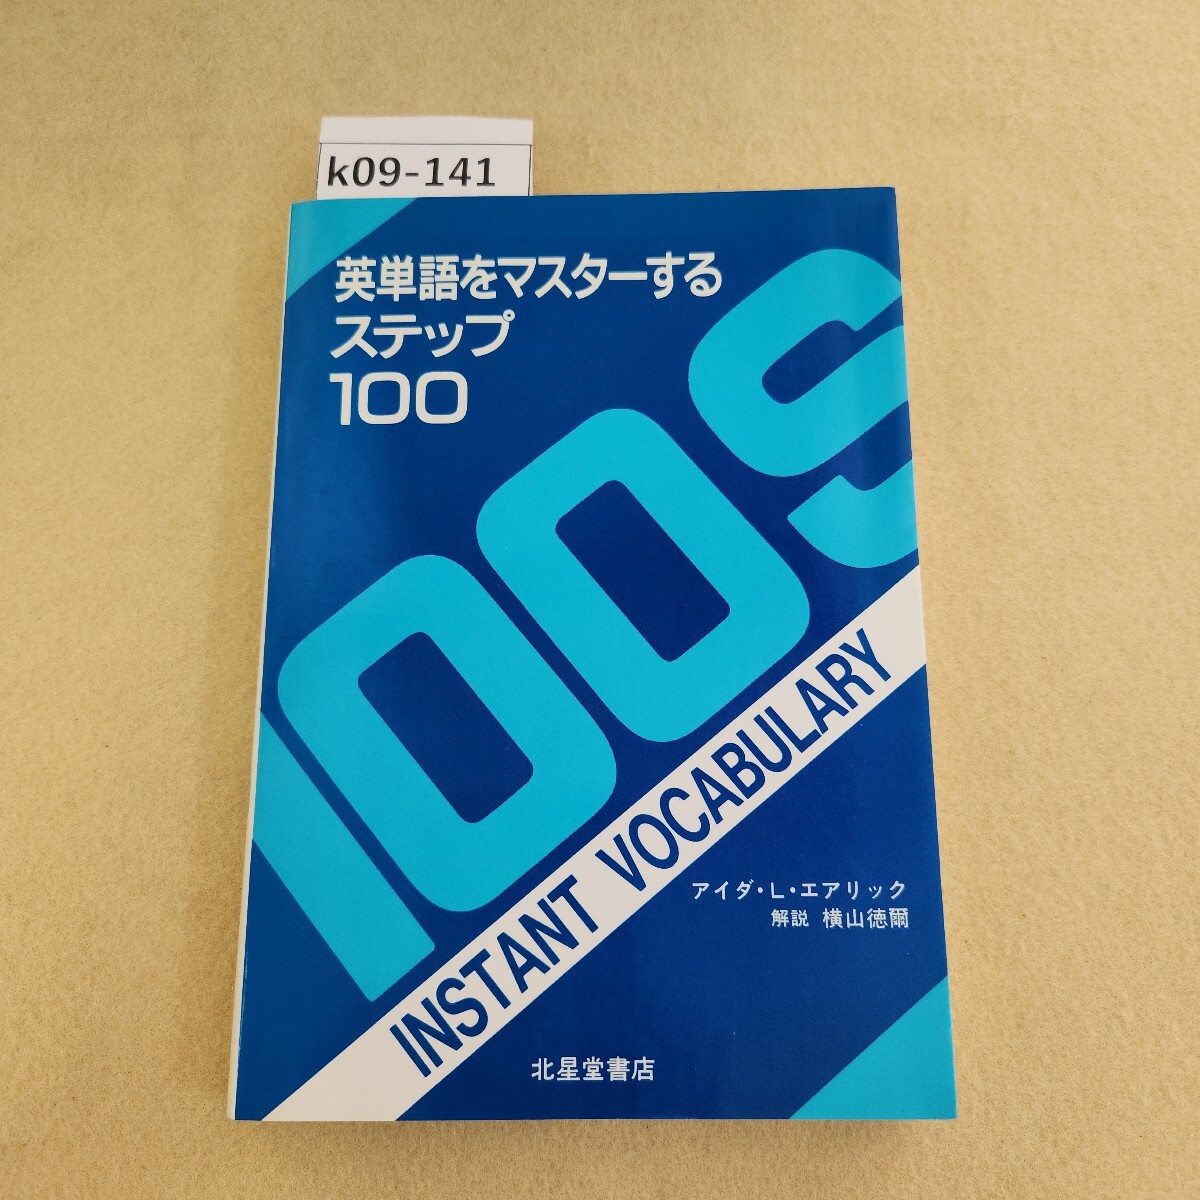 k09-141
英単語をマスターする
ステップ
100
100S
INSTANT VOCABULARY
アイダ・L・エアリック
解説 横山徳爾
北星堂書店